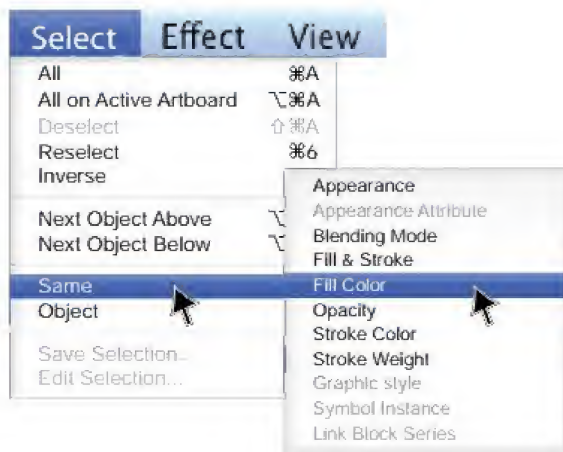 Select Effect View
All ⌘A
All on Active Artboard ⌥⌘A
Deselect ⇧⌘A
Reselect ⌘6
Inverse
Next Object Above ⌥
Next Object Below ⌥
Same
Object
Save Selection...
Edit Selection...
Appearance
Appearance Attribute
Blending Mode
Fill & Stroke
Fill Color
Opacity
Stroke Color
Stroke Weight
Graphic style
Symbol Instance
Link Block Series